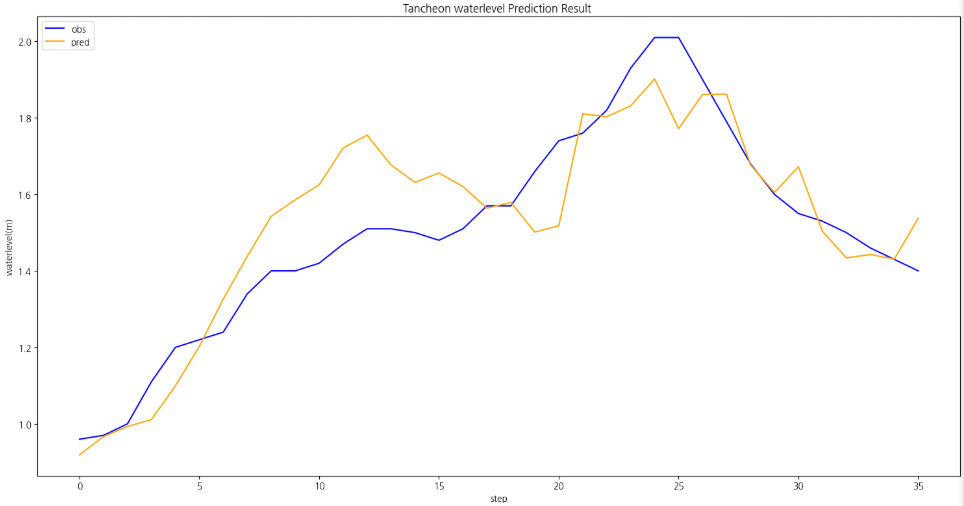 Tancheon waterlevel Prediction Result
obs
pred
2.0
1.8
1.6
1.4
1.2
1.0
waterlevel(m)
0 5 10 15 20 25 30 35
step